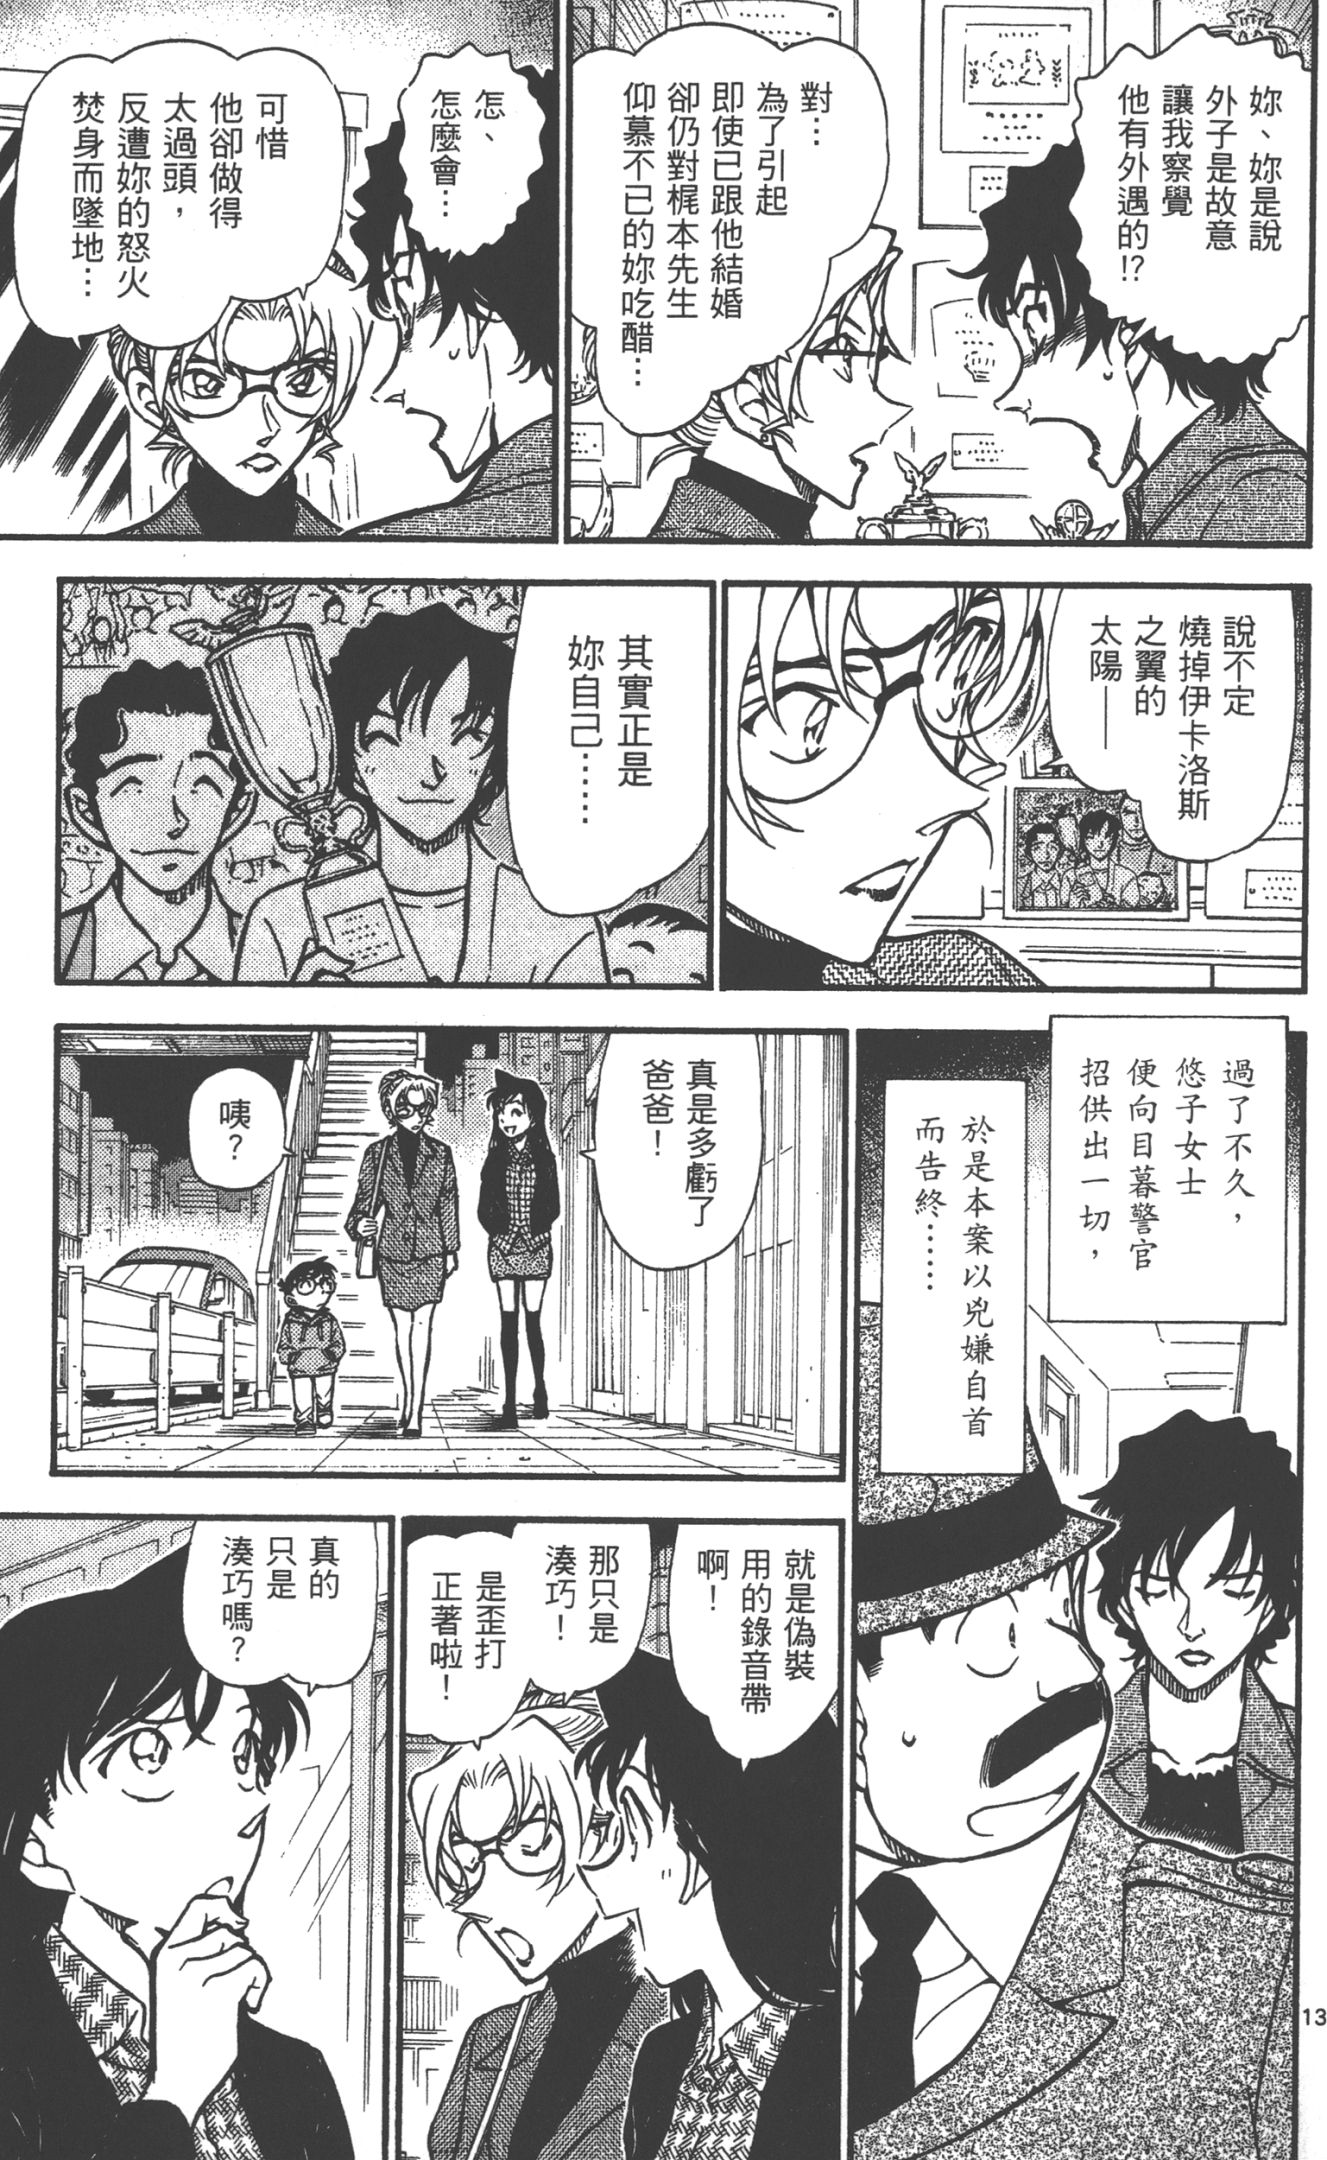 妳、妳是說
外子是故意
讓我察覺
他有外遇的!?
對…
為了引起
即使已跟他結婚
卻仍對梶本先生
仰慕不已的妳吃醋…
怎、
怎麼會…
可惜
他卻做得
太過頭，
反遭妳的怒火
焚身而墜地…
說不定
燒掉伊卡洛斯
之翼的
太陽——
其實正是
妳自己……
過了不久，
悠子女士
便向目暮警官
招供出一切，
於是本案以兇嫌自首
而告終……
真是多虧了
爸爸！
咦？
就是偽裝
用的錄音帶
啊！
那只是
湊巧！
是歪打
正著啦！
真的
只是
湊巧嗎？
13